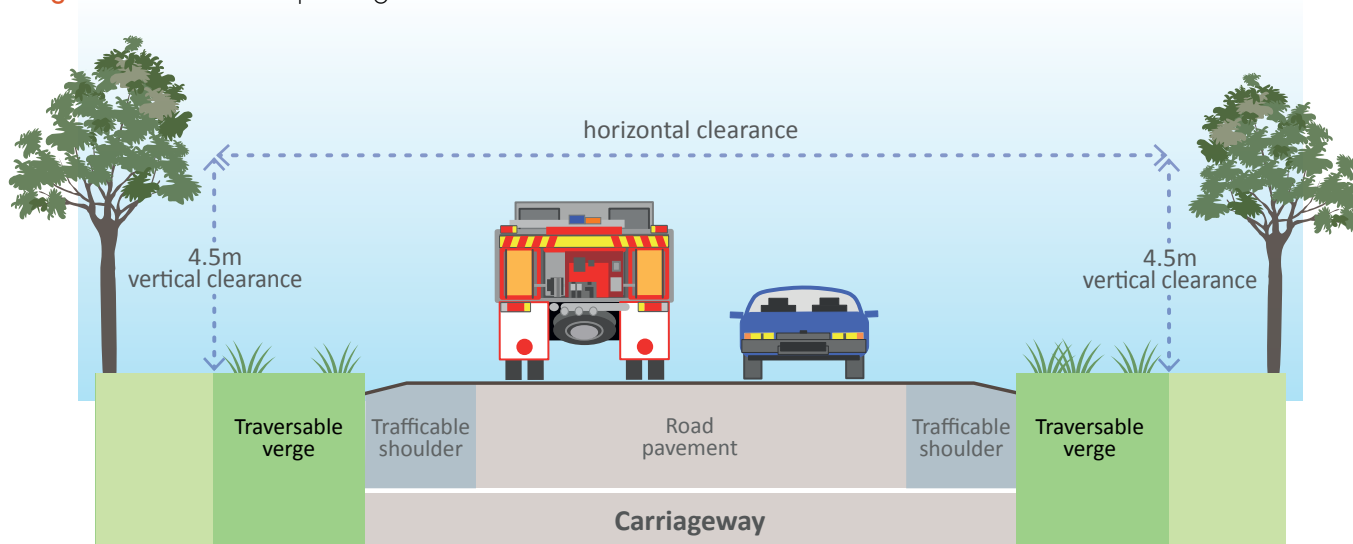 horizontal clearance
4.5m
vertical clearance
4.5m
vertical clearance
Traversable
verge
Trafficable
shoulder
Road
pavement
Trafficable
shoulder
Traversable
verge
Carriageway